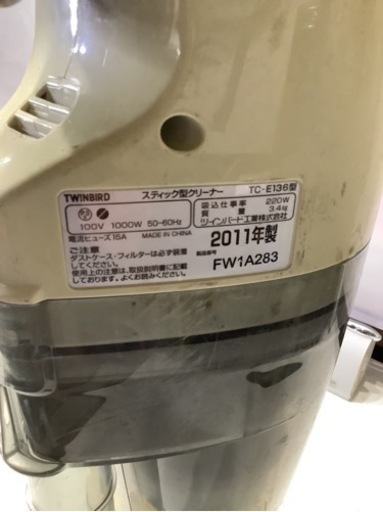 TWINBIRD スティック型クリーナー TC-E136型
100V 1000W 50-60Hz 吸込仕事率 220W
質量 3.4kg
電流ヒューズ15A MADE IN CHINA ツインバード工業株式会社
ご注意
ダストケース・フィルターは必ず装着
してください。
使用上の注意は、取扱説明書に記載
しております。よくお読みください。
2011年製
製造番号 FW1A283